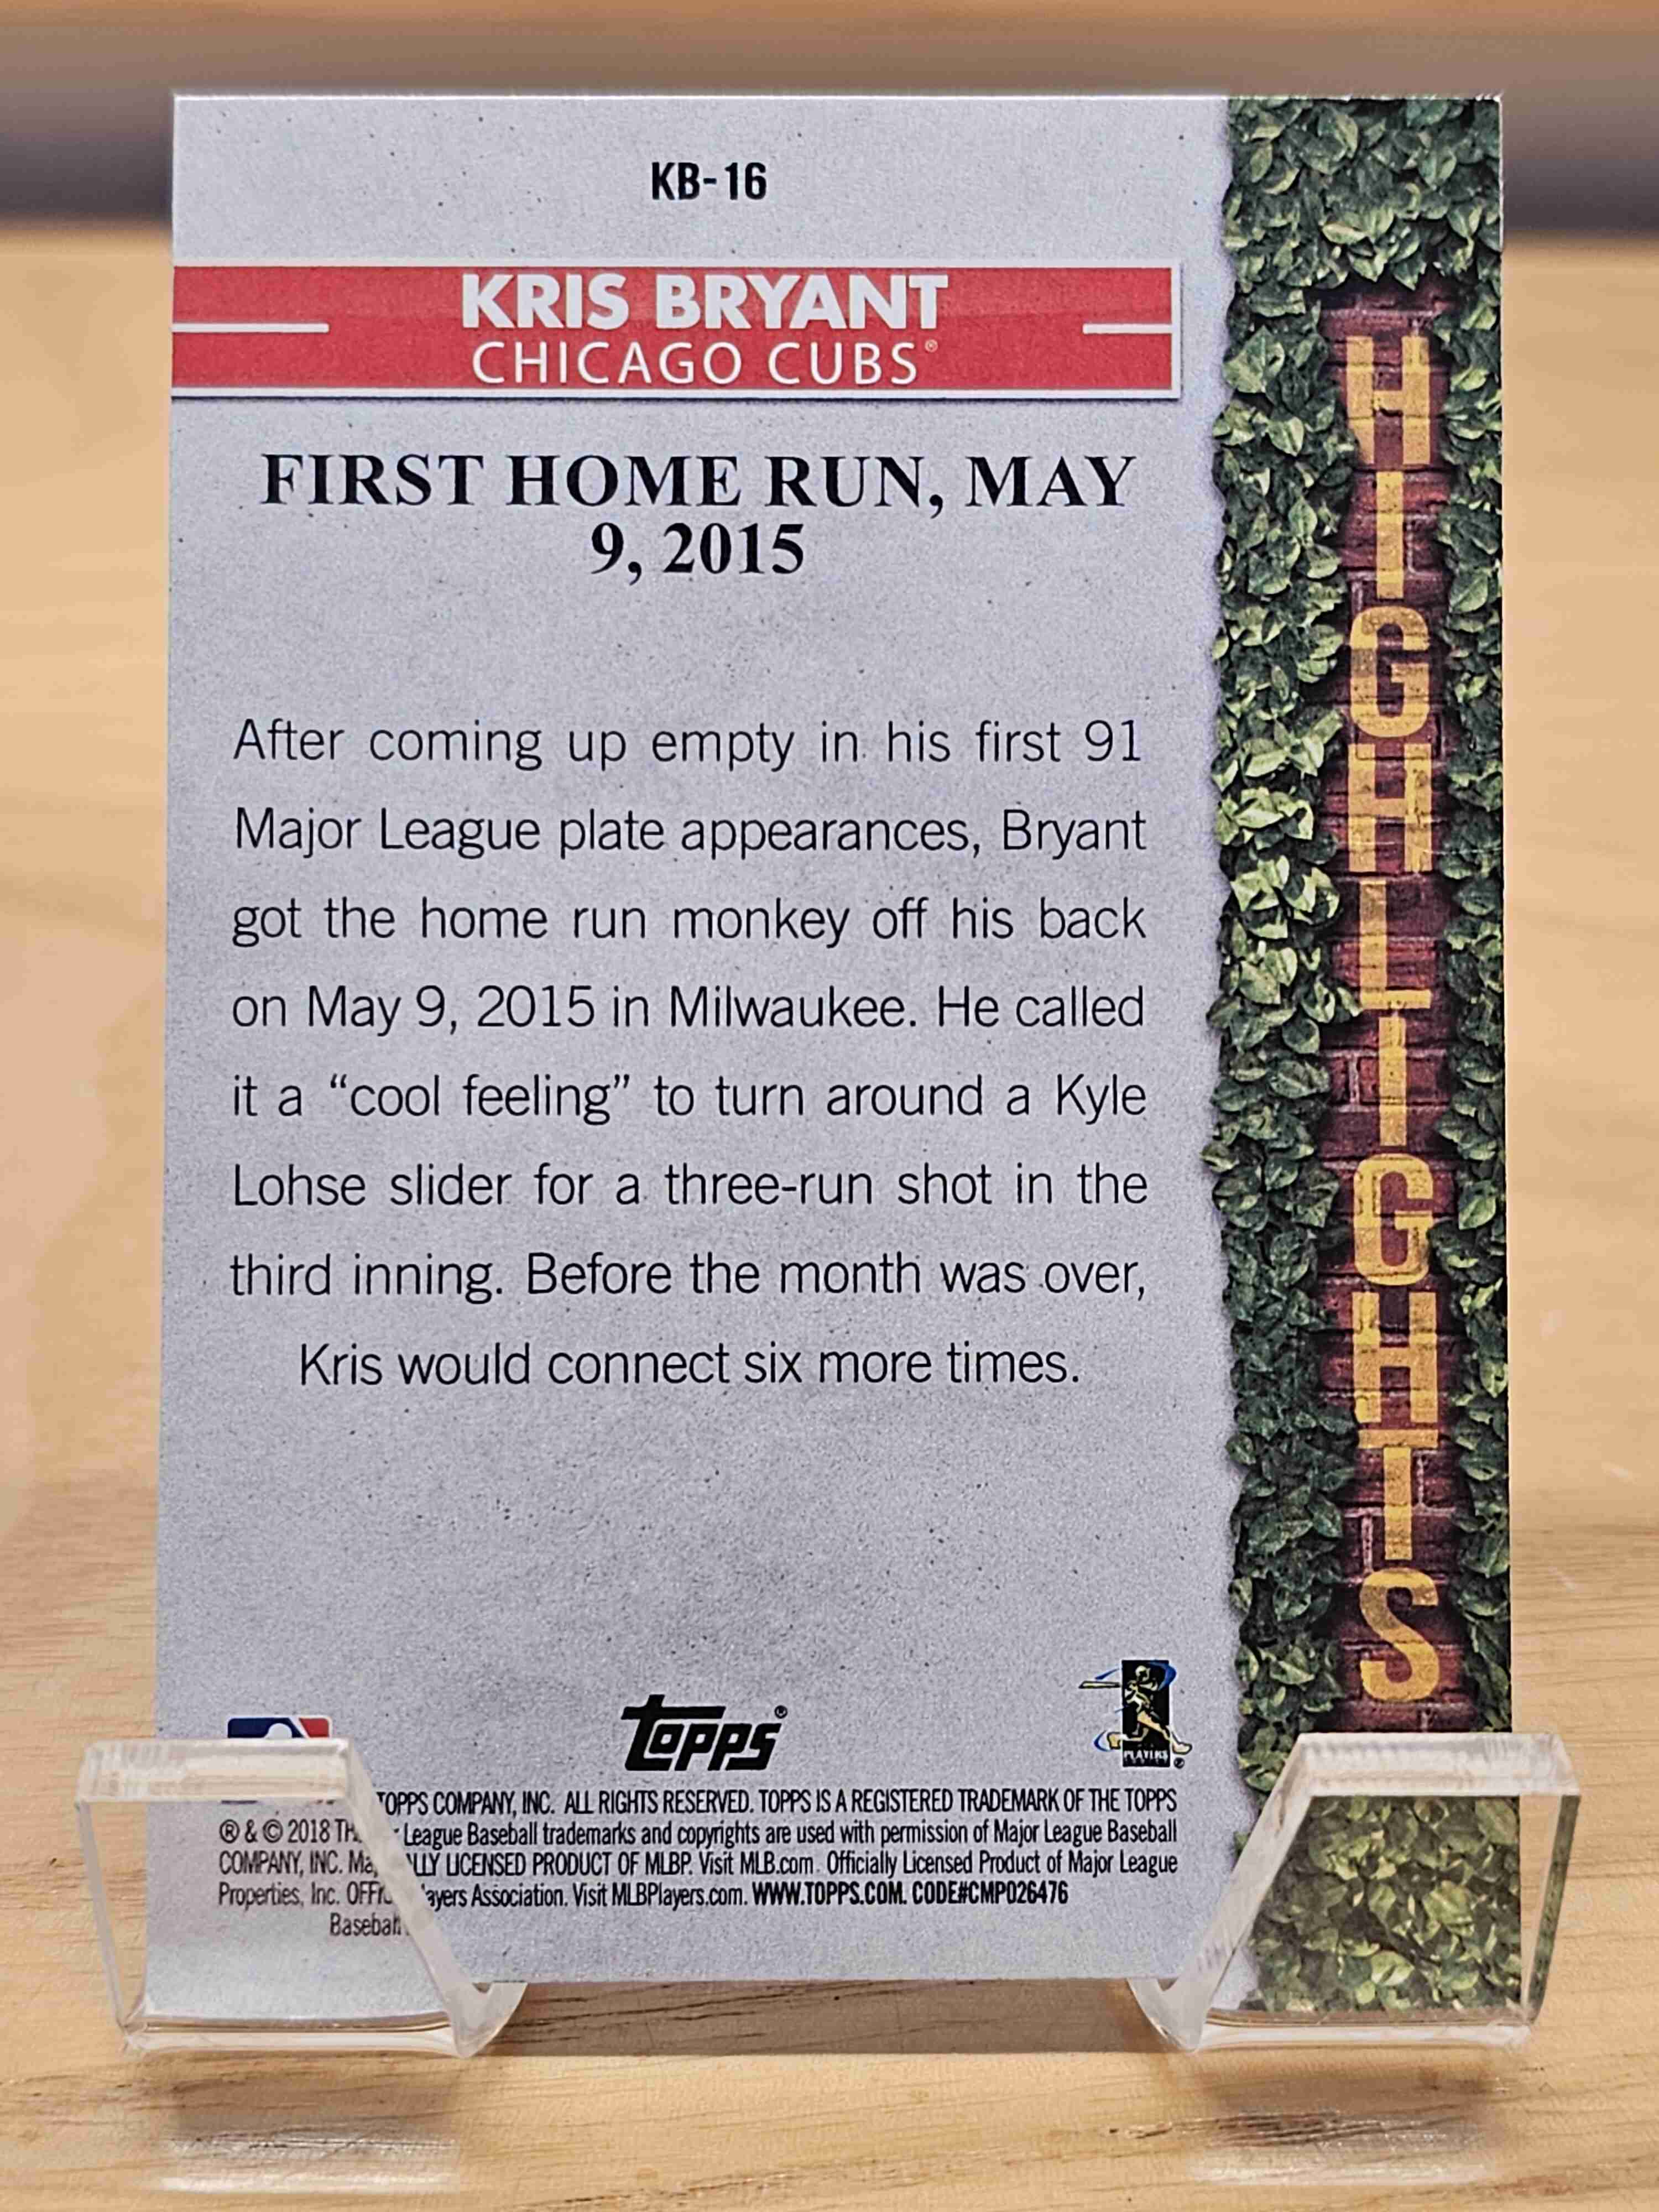 KB-16
KRIS BRYANT
CHICAGO CUBS®
FIRST HOME RUN, MAY
9, 2015
After coming up empty in his first 91
Major League plate appearances, Bryant
got the home run monkey off his back
on May 9, 2015 in Milwaukee. He called
it a “cool feeling” to turn around a Kyle
Lohse slider for a three-run shot in the
third inning. Before the month was over,
Kris would connect six more times.
HIGHLIGHTS
topps®
PLAYERS ®
TOPPS COMPANY, INC. ALL RIGHTS RESERVED. TOPPS IS A REGISTERED TRADEMARK OF THE TOPPS
® & © 2018 League Baseball trademarks and copyrights are used with permission of Major League Baseball
COMPANY, INC. LICENSED PRODUCT OF MLBP. Visit MLB.com. Officially Licensed Product of Major League
Properties, Inc. Association. Visit MLBPlayers.com. WWW.TOPPS.COM. CODE#CMP026476
Baseball